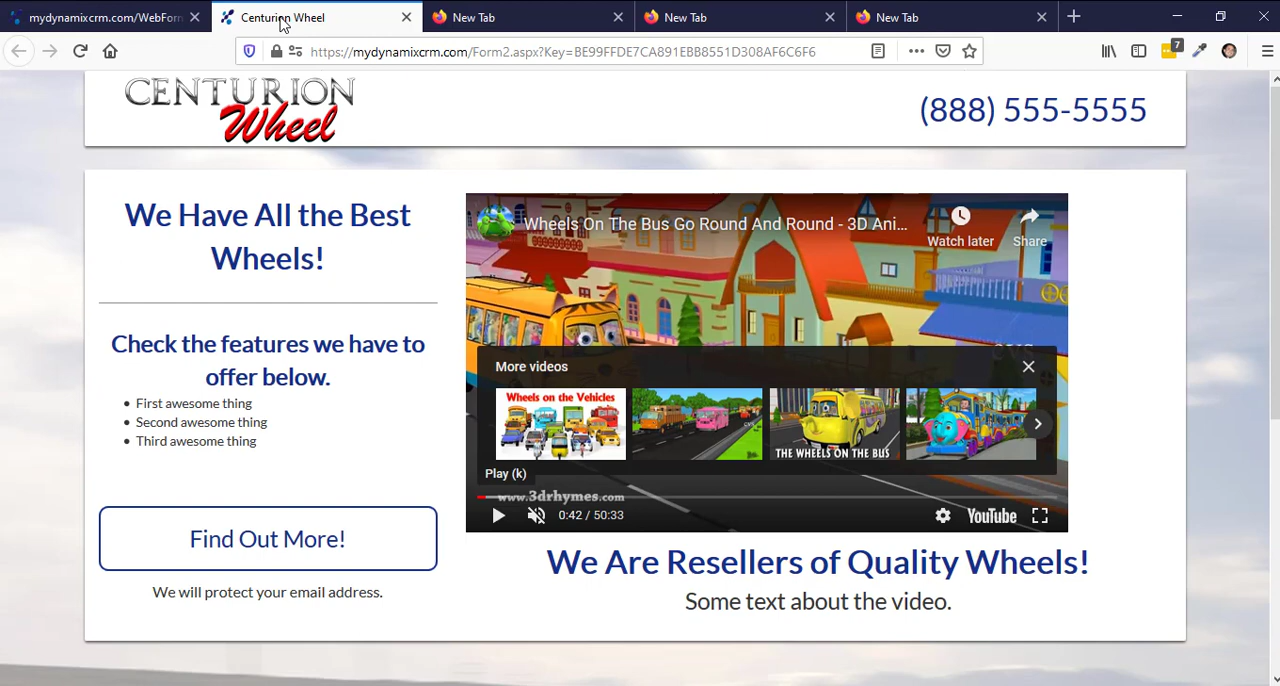 mydynamixcrm.com/WebForm
Centurion Wheel
New Tab
New Tab
New Tab
https://mydynamixcrm.com/Form2.aspx?Key=BE99FFDE7CA891EBB8551D308AF6C6F6
7
CENTURION
Wheel
(888) 555-5555
We Have All the Best
Wheels!
Check the features we have to
offer below.
First awesome thing
Second awesome thing
Third awesome thing
Find Out More!
We will protect your email address.
Wheels On The Bus Go Round And Round - 3D Ani...
Watch later
Share
More videos
Wheels on the Vehicles
THE WHEELS ON THE BUS
Play (k)
www.3drhymes.com
0:42 / 50:33
YouTube
We Are Resellers of Quality Wheels!
Some text about the video.